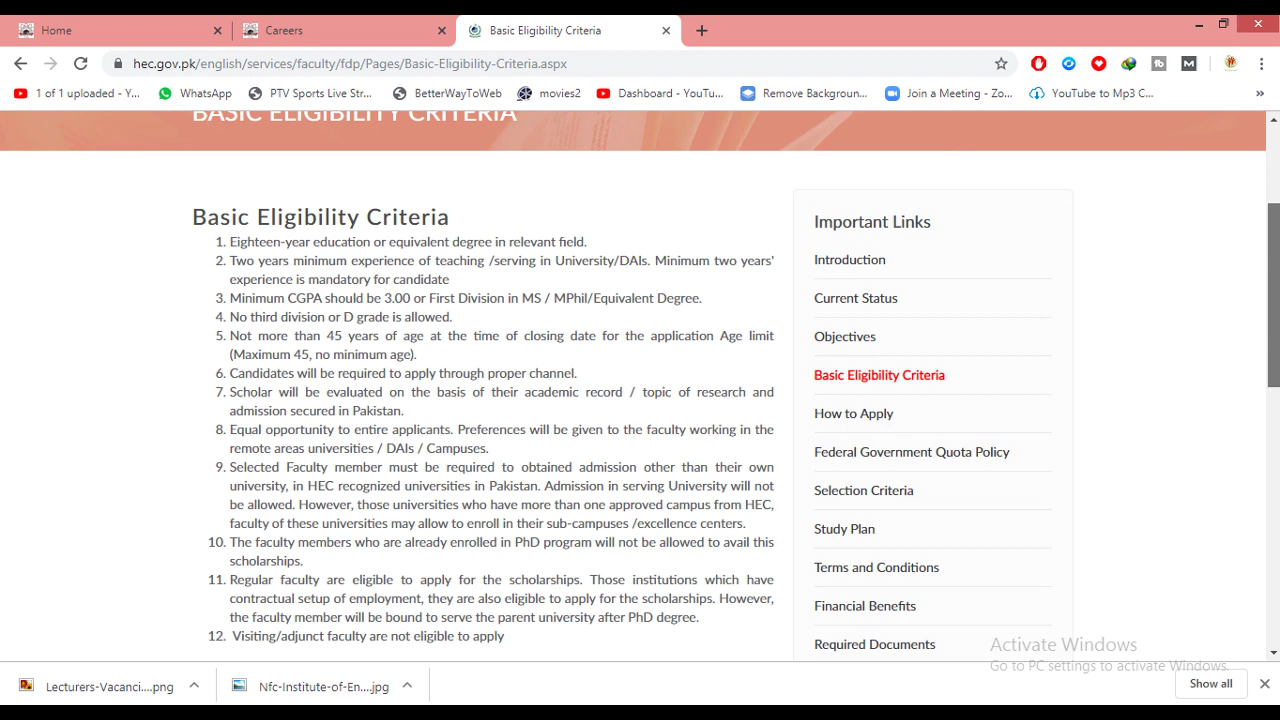 Home
Careers
Basic Eligibility Criteria
hec.gov.pk/english/services/faculty/fdp/Pages/Basic-Eligibility-Criteria.aspx
1 of 1 uploaded - Y...
WhatsApp
PTV Sports Live Str...
BetterWayToWeb
movies2
Dashboard - YouTu...
Remove Backgroun...
Join a Meeting - Zo...
YouTube to Mp3 C...
»
BASIC ELIGIBILITY CRITERIA
Basic Eligibility Criteria
1. Eighteen-year education or equivalent degree in relevant field.
2. Two years minimum experience of teaching /serving in University/DAIs. Minimum two years'
experience is mandatory for candidate
3. Minimum CGPA should be 3.00 or First Division in MS / MPhil/Equivalent Degree.
4. No third division or D grade is allowed.
5. Not more than 45 years of age at the time of closing date for the application Age limit
(Maximum 45, no minimum age).
6. Candidates will be required to apply through proper channel.
7. Scholar will be evaluated on the basis of their academic record / topic of research and
admission secured in Pakistan.
8. Equal opportunity to entire applicants. Preferences will be given to the faculty working in the
remote areas universities / DAIs / Campuses.
9. Selected Faculty member must be required to obtained admission other than their own
university, in HEC recognized universities in Pakistan. Admission in serving University will not
be allowed. However, those universities who have more than one approved campus from HEC,
faculty of these universities may allow to enroll in their sub-campuses /excellence centers.
10. The faculty members who are already enrolled in PhD program will not be allowed to avail this
scholarships.
11. Regular faculty are eligible to apply for the scholarships. Those institutions which have
contractual setup of employment, they are also eligible to apply for the scholarships. However,
the faculty member will be bound to serve the parent university after PhD degree.
12. Visiting/adjunct faculty are not eligible to apply
Important Links
Introduction
Current Status
Objectives
Basic Eligibility Criteria
How to Apply
Federal Government Quota Policy
Selection Criteria
Study Plan
Terms and Conditions
Financial Benefits
Required Documents
Activate Windows
Go to PC settings to activate Windows.
Lecturers-Vacanci....png
Nfc-Institute-of-En....jpg
Show all